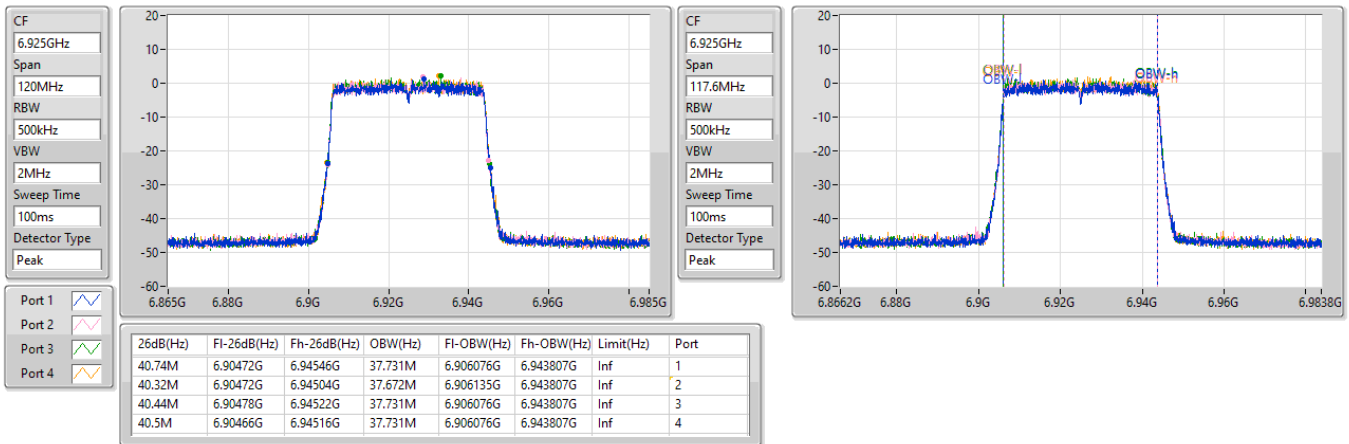 CF
6.925GHz
Span
120MHz
RBW
500kHz
VBW
2MHz
Sweep Time
100ms
Detector Type
Peak
20
10
0
-10
-20
-30
-40
-50
-60
6.865G 6.88G 6.9G 6.92G 6.94G 6.96G 6.985G
CF
6.925GHz
Span
117.6MHz
RBW
500kHz
VBW
2MHz
Sweep Time
100ms
Detector Type
Peak
20
10
0
-10
-20
-30
-40
-50
-60
OBW-l OBW-h
6.8662G 6.88G 6.9G 6.92G 6.94G 6.96G 6.9838G
Port 1
Port 2
Port 3
Port 4
26dB(Hz) Fl-26dB(Hz) Fh-26dB(Hz) OBW(Hz) Fl-OBW(Hz) Fh-OBW(Hz) Limit(Hz) Port
40.74M 6.90472G 6.94546G 37.731M 6.906076G 6.943807G Inf 1
40.32M 6.90472G 6.94504G 37.672M 6.906135G 6.943807G Inf 2
40.44M 6.90478G 6.94522G 37.731M 6.906076G 6.943807G Inf 3
40.5M 6.90466G 6.94516G 37.731M 6.906076G 6.943807G Inf 4